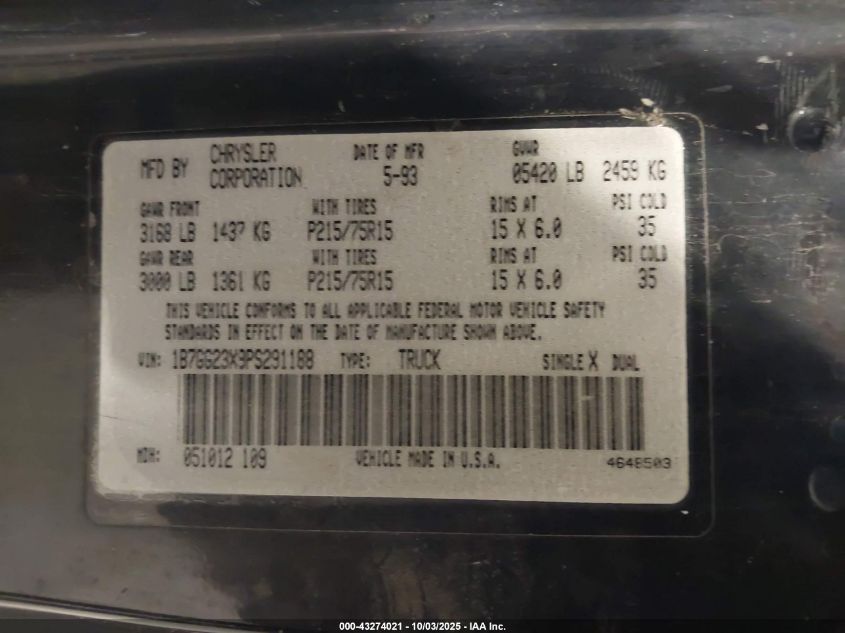 MFD BY CHRYSLER CORPORATION DATE OF MFR 5-93 GVWR 05420 LB 2459 KG
GAWR FRONT WITH TIRES RIMS AT PSI COLD
3168 LB 1437 KG P215/75R15 15 X 6.0 35
GAWR REAR WITH TIRES RIMS AT PSI COLD
3000 LB 1361 KG P215/75R15 15 X 6.0 35
THIS VEHICLE CONFORMS TO ALL APPLICABLE FEDERAL MOTOR VEHICLE SAFETY
STANDARDS IN EFFECT ON THE DATE OF MANUFACTURE SHOWN ABOVE.
VIN: 1B7GG23X9PS291188 TYPE: TRUCK SINGLE X DUAL
MDH: 051012 109 VEHICLE MADE IN U.S.A. 4648503
000-43274021 - 10/03/2025 - IAA Inc.